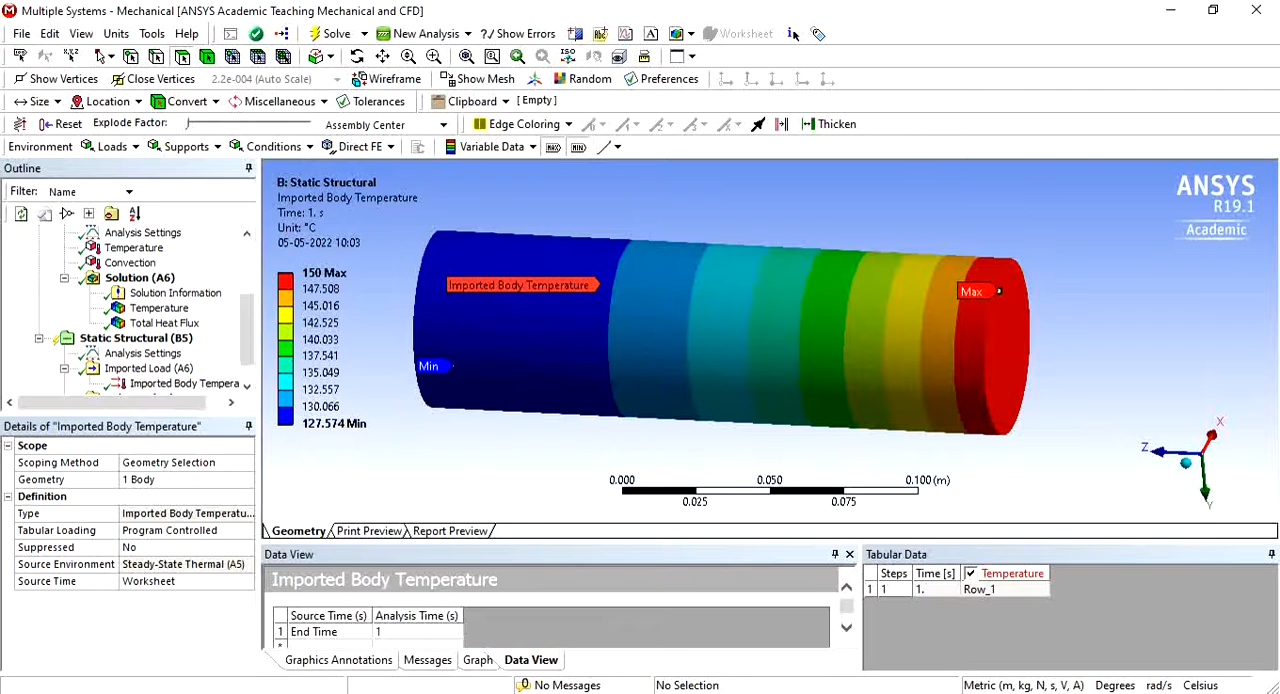 Multiple Systems - Mechanical [ANSYS Academic Teaching Mechanical and CFD]
File Edit View Units Tools Help Solve New Analysis ?/ Show Errors Worksheet
Show Vertices Close Vertices 2.2e-004 (Auto Scale) Wireframe Show Mesh Random Preferences
Size Location Convert Miscellaneous Tolerances Clipboard [ Empty ]
Reset Explode Factor: Assembly Center Edge Coloring Thicken
Environment Loads Supports Conditions Direct FE Variable Data MAX MIN
Outline
Filter: Name
Analysis Settings
Temperature
Convection
Solution (A6)
Solution Information
Temperature
Total Heat Flux
Static Structural (B5)
Analysis Settings
Imported Load (A6)
Imported Body Tempera
Details of "Imported Body Temperature"
Scope
Scoping Method Geometry Selection
Geometry 1 Body
Definition
Type Imported Body Temperatu...
Tabular Loading Program Controlled
Suppressed No
Source Environment Steady-State Thermal (A5)
Source Time Worksheet
B: Static Structural
Imported Body Temperature
Time: 1. s
Unit: °C
05-05-2022 10:03
150 Max
147.508
145.016
142.525
140.033
137.541
135.049
132.557
130.066
127.574 Min
Imported Body Temperature
Max
Min
ANSYS
R19.1
Academic
0.000 0.050 0.100 (m)
0.025 0.075
X
Z
Y
Geometry Print Preview Report Preview
Data View
Imported Body Temperature
Source Time (s) Analysis Time (s)
1 End Time 1
*
Graphics Annotations Messages Graph Data View
Tabular Data
Steps Time [s] Temperature
1 1 1. Row_1
0 No Messages No Selection Metric (m, kg, N, s, V, A) Degrees rad/s Celsius